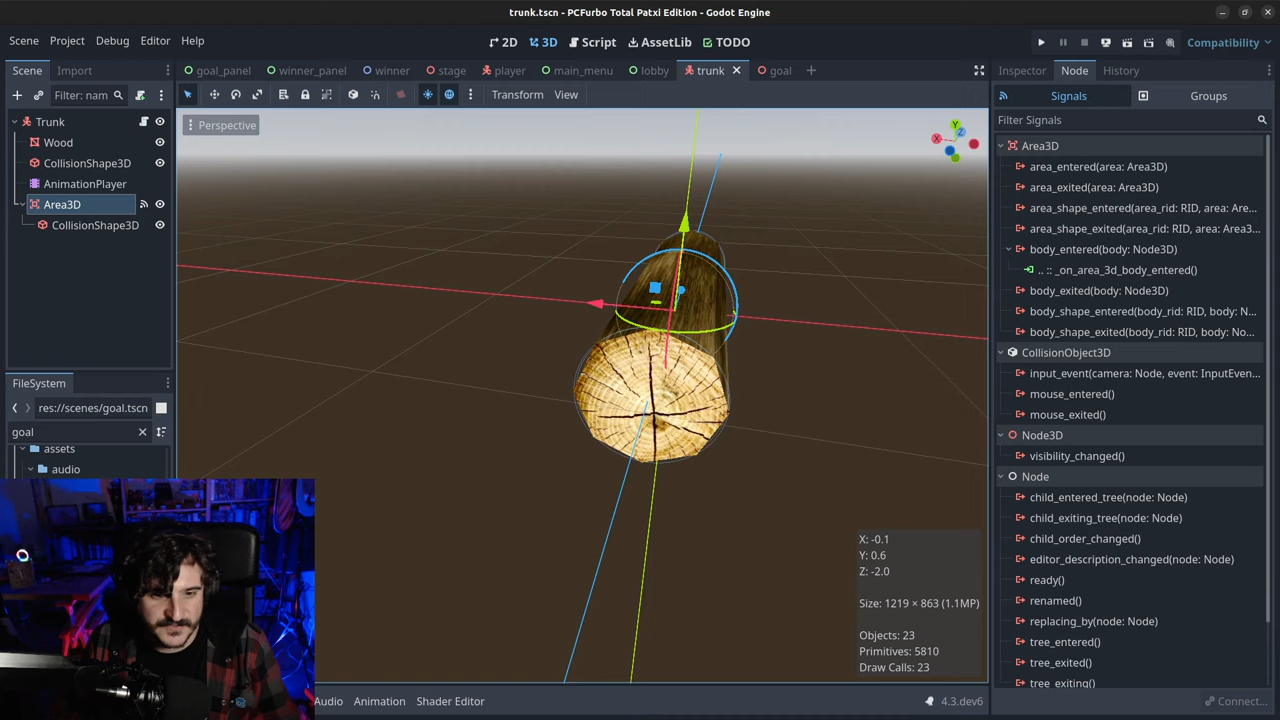 trunk.tscn - PCFurbo Total Patxi Edition - Godot Engine
Scene Project Debug Editor Help
2D 3D Script AssetLib TODO
Compatibility
Scene Import
goal_panel winner_panel winner stage player main_menu lobby trunk goal
Inspector Node History
Filter: nam
Transform View
Signals Groups
Perspective
Y
Z
X
Filter Signals
Trunk
Wood
CollisionShape3D
AnimationPlayer
Area3D
CollisionShape3D
Area3D
area_entered(area: Area3D)
area_exited(area: Area3D)
area_shape_entered(area_rid: RID, area: Are...
area_shape_exited(area_rid: RID, area: Area3...
body_entered(body: Node3D)
.. :: _on_area_3d_body_entered()
body_exited(body: Node3D)
body_shape_entered(body_rid: RID, body: N...
body_shape_exited(body_rid: RID, body: No...
CollisionObject3D
input_event(camera: Node, event: InputEven...
mouse_entered()
mouse_exited()
Node3D
visibility_changed()
Node
child_entered_tree(node: Node)
child_exiting_tree(node: Node)
child_order_changed()
editor_description_changed(node: Node)
ready()
renamed()
replacing_by(node: Node)
tree_entered()
tree_exited()
tree_exiting()
Connect...
FileSystem
res://scenes/goal.tscn
goal
assets
audio
X: -0.1
Y: 0.6
Z: -2.0
Size: 1219 × 863 (1.1MP)
Objects: 23
Primitives: 5810
Draw Calls: 23
Audio Animation Shader Editor
4.3.dev6